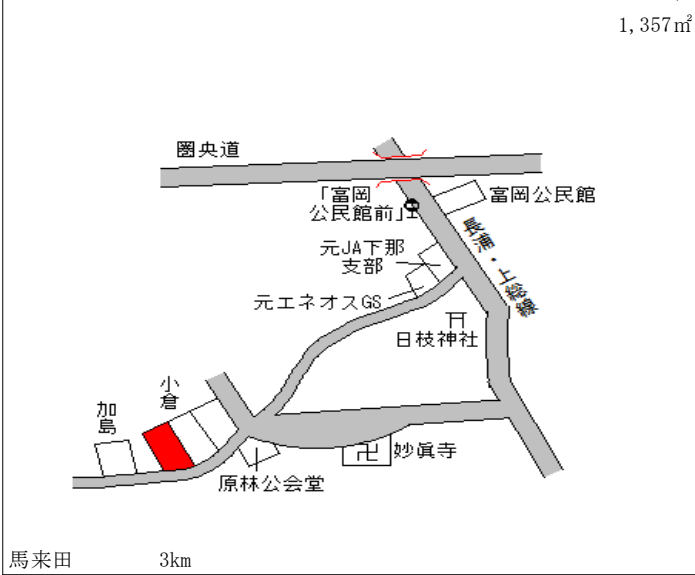 1,357㎡
圏央道
「富岡
公民館前」
富岡公民館
長浦・上総線
元JA下那
支部
元エネオスGS
日枝神社
小倉
加島
妙眞寺
原林公会堂
馬来田 3km